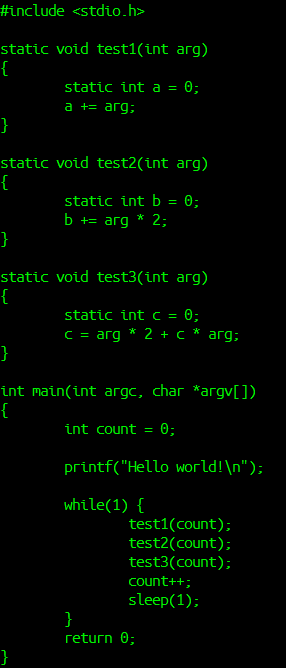 #include <stdio.h>

static void test1(int arg)
{
        static int a = 0;
        a += arg;
}

static void test2(int arg)
{
        static int b = 0;
        b += arg * 2;
}

static void test3(int arg)
{
        static int c = 0;
        c = arg * 2 + c * arg;
}

int main(int argc, char *argv[])
{
        int count = 0;

        printf("Hello world!\n");

        while(1) {
                test1(count);
                test2(count);
                test3(count);
                count++;
                sleep(1);
        }
        return 0;
}